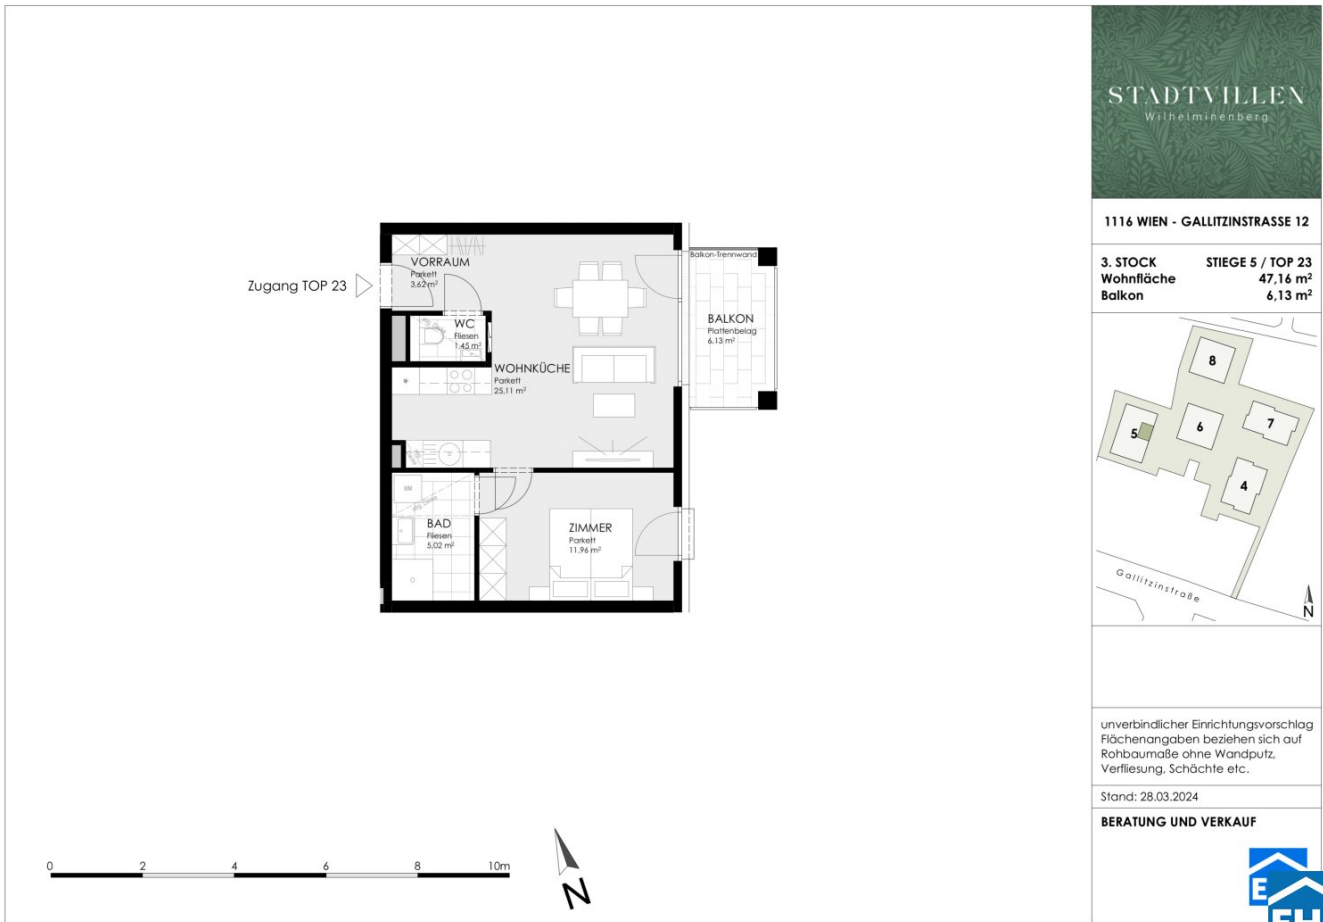 Zugang TOP 23
VORRAUM
Parkett
3,62 m²
WC
Fliesen
1,45 m²
WOHNKÜCHE
Parkett
25,11 m²
Balkon-Trennwand
BALKON
Plattenbelag
6,13 m²
BAD
Fliesen
5,02 m²
ZIMMER
Parkett
11,96 m²
0 2 4 6 8 10m
N
STADTVILLEN
Wilhelminenberg
1116 WIEN - GALLITZINSTRASSE 12
3. STOCK STIEGE 5 / TOP 23
Wohnfläche 47,16 m²
Balkon 6,13 m²
8
5
6
7
4
Gallitzinstraße
N
unverbindlicher Einrichtungsvorschlag
Flächenangaben beziehen sich auf
Rohbaumaße ohne Wandputz,
Verfliesung, Schächte etc.
Stand: 28.03.2024
BERATUNG UND VERKAUF